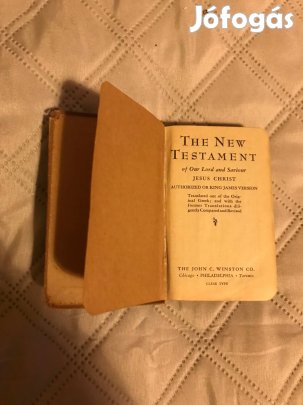 Jófogás
THE NEW
TESTAMENT
of Our Lord and Saviour
JESUS CHRIST
AUTHORIZED OR KING JAMES VERSION
Translated out of the Orig-
inal Greek; and with the
former Translations dili-
gently Compared and Revised
THE JOHN C. WINSTON CO.
Chicago • PHILADELPHIA • Toronto
CLEAR TYPE